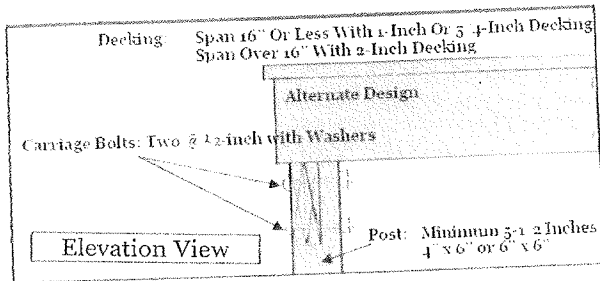 Decking: Span 16" Or Less With 1-Inch Or 5 4-Inch Decking
Span Over 16" With 2-Inch Decking
Alternate Design
Carriage Bolts: Two @ 1 2-inch with Washers
Elevation View
Post: Minimun 5-1 2 Inches
4" x 6" or 6" x 6"